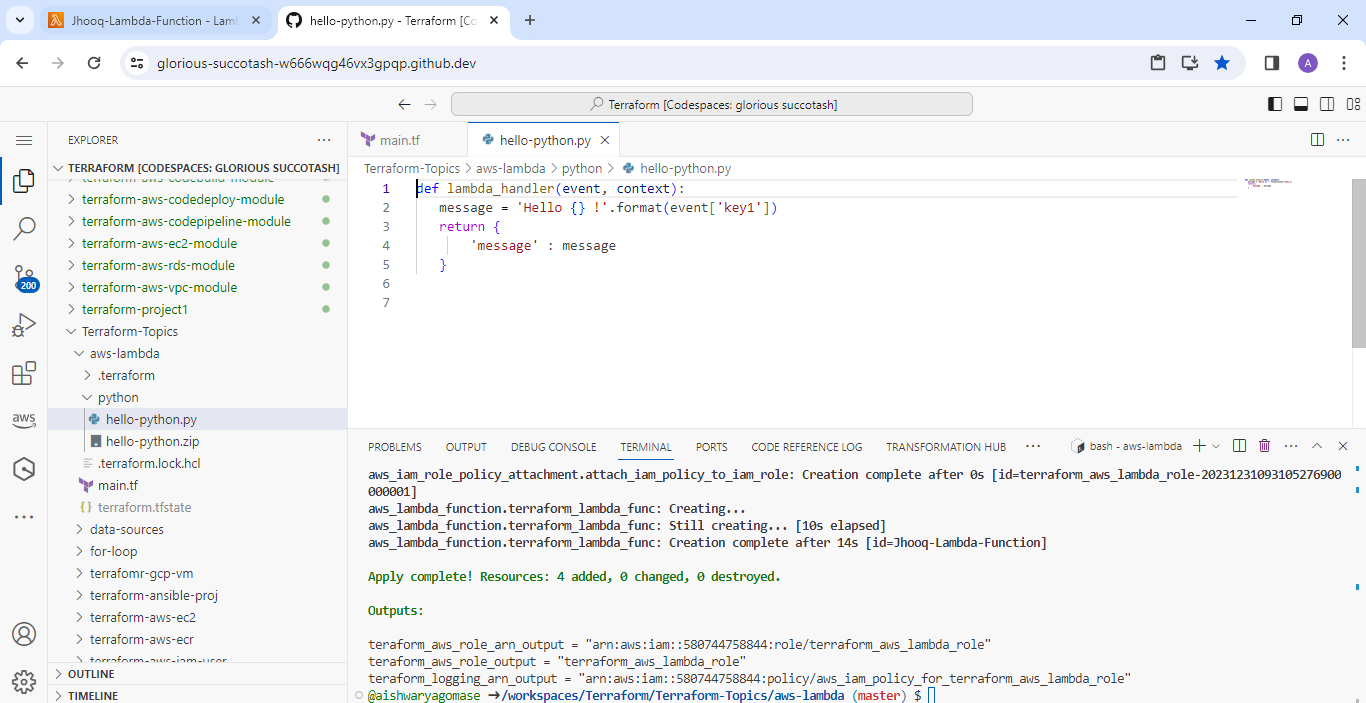 Jhooq-Lambda-Function - Lamb
hello-python.py - Terraform [Co
glorious-succotash-w666wqg46vx3gpqp.github.dev
A
Terraform [Codespaces: glorious succotash]
EXPLORER
TERRAFORM [CODESPACES: GLORIOUS SUCCOTASH]
terraform-aws-codebuild-module
terraform-aws-codedeploy-module
terraform-aws-codepipeline-module
terraform-aws-ec2-module
terraform-aws-rds-module
terraform-aws-vpc-module
terraform-project1
Terraform-Topics
aws-lambda
.terraform
python
hello-python.py
hello-python.zip
.terraform.lock.hcl
main.tf
terraform.tfstate
data-sources
for-loop
terrafomr-gcp-vm
terraform-ansible-proj
terraform-aws-ec2
terraform-aws-ecr
terraform-aws-iam-user
OUTLINE
TIMELINE
200
aws
main.tf
hello-python.py
Terraform-Topics > aws-lambda > python > hello-python.py
1 def lambda_handler(event, context):
2 message = 'Hello {} !'.format(event['key1'])
3 return {
4 'message' : message
5 }
6
7
PROBLEMS OUTPUT DEBUG CONSOLE TERMINAL PORTS CODE REFERENCE LOG TRANSFORMATION HUB
bash - aws-lambda
aws_iam_role_policy_attachment.attach_iam_policy_to_iam_role: Creation complete after 0s [id=terraform_aws_lambda_role-20231231093105276900
000001]
aws_lambda_function.terraform_lambda_func: Creating...
aws_lambda_function.terraform_lambda_func: Still creating... [10s elapsed]
aws_lambda_function.terraform_lambda_func: Creation complete after 14s [id=Jhooq-Lambda-Function]
Apply complete! Resources: 4 added, 0 changed, 0 destroyed.
Outputs:
teraform_aws_role_arn_output = "arn:aws:iam::580744758844:role/terraform_aws_lambda_role"
teraform_aws_role_output = "terraform_aws_lambda_role"
teraform_logging_arn_output = "arn:aws:iam::580744758844:policy/aws_iam_policy_for_terraform_aws_lambda_role"
@aishwaryagomase ➜/workspaces/Terraform/Terraform-Topics/aws-lambda (master) $